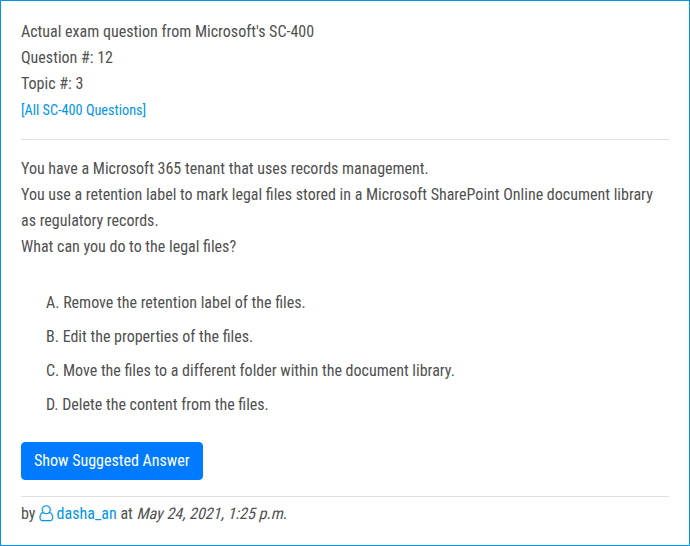 Actual exam question from Microsoft's SC-400
Question #: 12
Topic #: 3
[All SC-400 Questions]
You have a Microsoft 365 tenant that uses records management.
You use a retention label to mark legal files stored in a Microsoft SharePoint Online document library
as regulatory records.
What can you do to the legal files?
A. Remove the retention label of the files.
B. Edit the properties of the files.
C. Move the files to a different folder within the document library.
D. Delete the content from the files.
Show Suggested Answer
by dasha_an at May 24, 2021, 1:25 p.m.